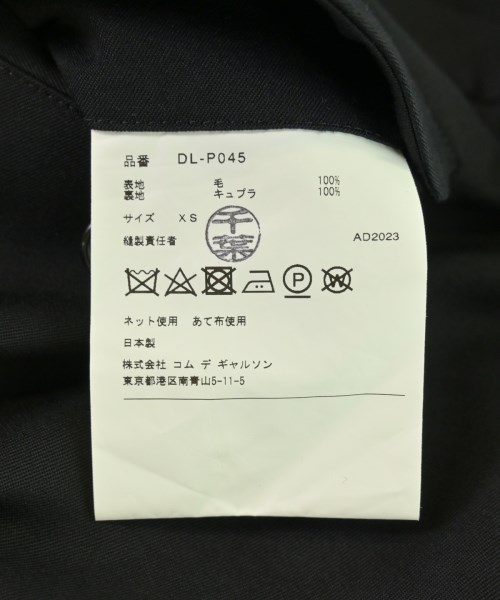 品番 DL-P045
表地 毛 100%
裏地 キュプラ 100%
サイズ XS
縫製責任者 千葉 AD2023
P W
ネット使用 あて布使用
日本製
株式会社 コム デ ギャルソン
東京都港区南青山5-11-5